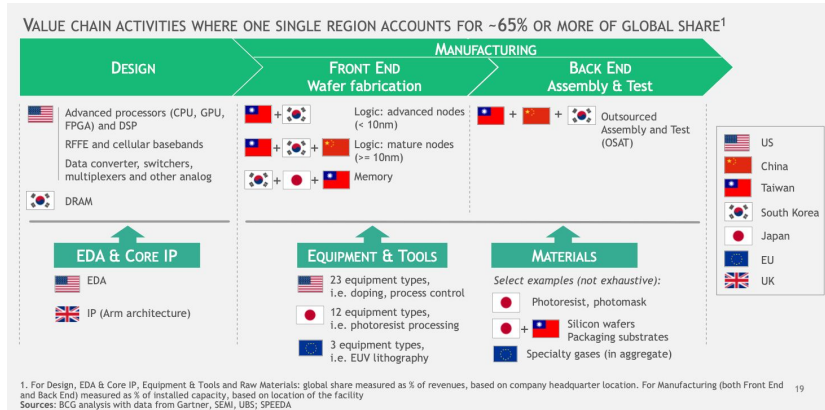 VALUE CHAIN ACTIVITIES WHERE ONE SINGLE REGION ACCOUNTS FOR ~65% OR MORE OF GLOBAL SHARE1
MANUFACTURING
DESIGN
FRONT END
Wafer fabrication
BACK END
Assembly & Test
Advanced processors (CPU, GPU,
FPGA) and DSP
RFFE and cellular basebands
Data converter, switchers,
multiplexers and other analog
DRAM
+
Logic: advanced nodes
(< 10nm)
+ +
Logic: mature nodes
(>= 10nm)
+ +
Memory
+ +
Outsourced
Assembly and Test
(OSAT)
US
China
Taiwan
South Korea
Japan
EU
UK
EDA & CORE IP
EDA
IP (Arm architecture)
EQUIPMENT & TOOLS
23 equipment types,
i.e. doping, process control
12 equipment types,
i.e. photoresist processing
3 equipment types,
i.e. EUV lithography
MATERIALS
Select examples (not exhaustive):
Photoresist, photomask
+
Silicon wafers
Packaging substrates
Specialty gases (in aggregate)
1. For Design, EDA & Core IP, Equipment & Tools and Raw Materials: global share measured as % of revenues, based on company headquarter location. For Manufacturing (both Front End
and Back End) measured as % of installed capacity, based on location of the facility
Sources: BCG analysis with data from Gartner, SEMI, UBS; SPEEDA
19